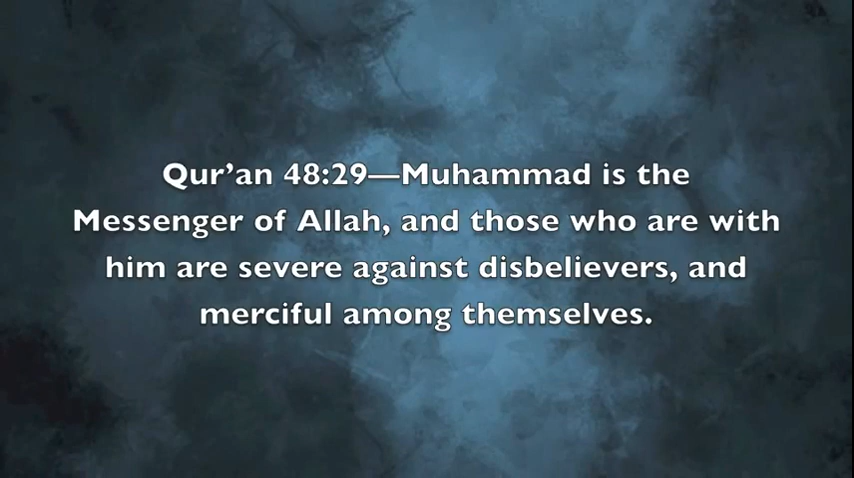 Qur’an 48:29—Muhammad is the
Messenger of Allah, and those who are with
him are severe against disbelievers, and
merciful among themselves.